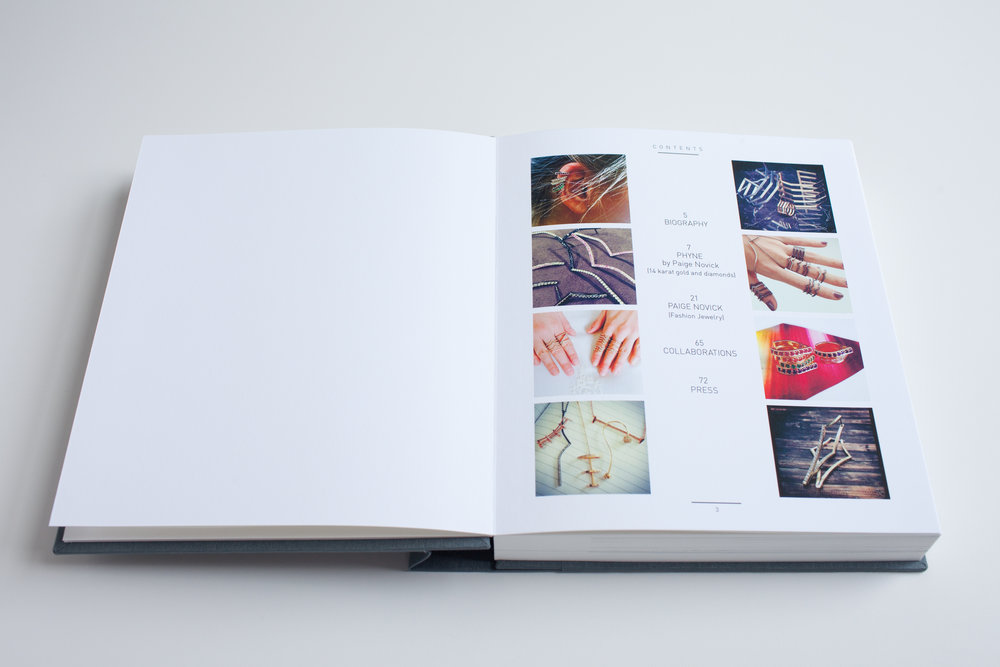 CONTENTS
5
BIOGRAPHY
7
PHYNE
by Paige Novick
(14 karat gold and diamonds)
21
PAIGE NOVICK
(Fashion Jewelry)
65
COLLABORATIONS
72
PRESS
3